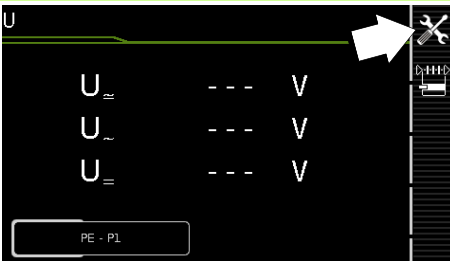 U
U≃ --- V
U~ --- V
U= --- V
PE - P1